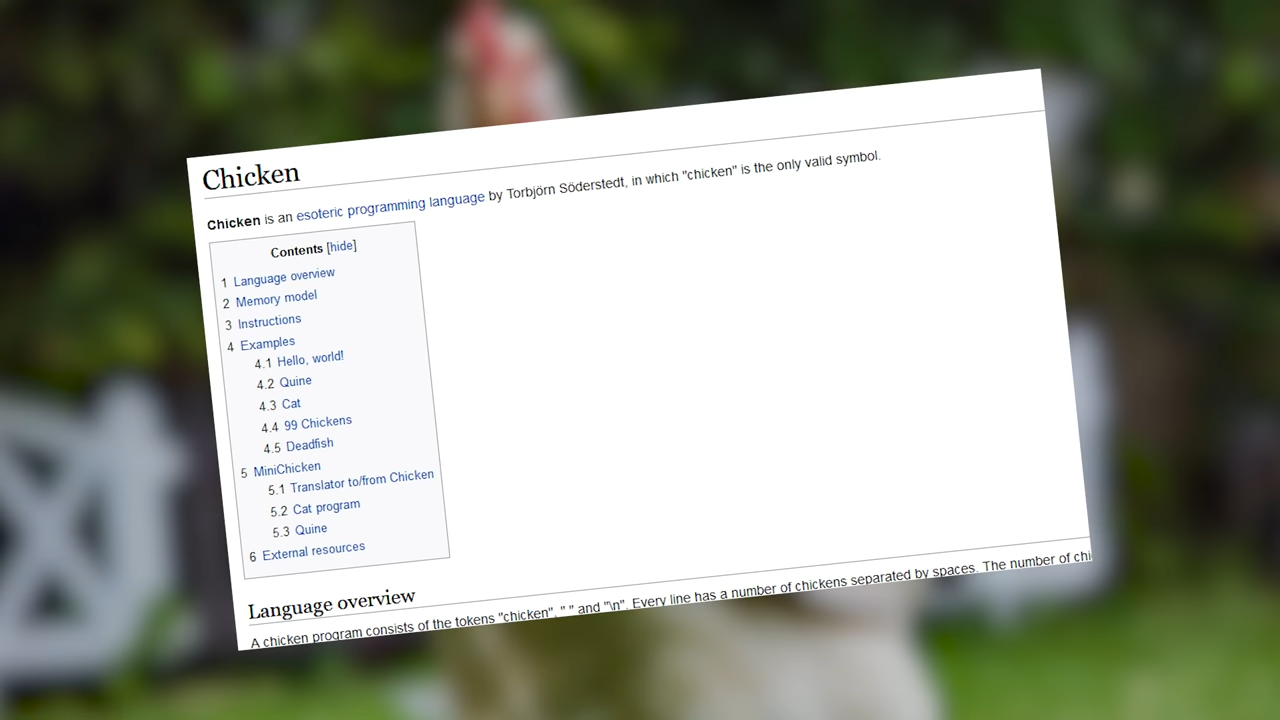 Chicken
Chicken is an esoteric programming language by Torbjörn Söderstedt, in which "chicken" is the only valid symbol.
Contents [hide]
1 Language overview
2 Memory model
3 Instructions
4 Examples
4.1 Hello, world!
4.2 Quine
4.3 Cat
4.4 99 Chickens
4.5 Deadfish
5 MiniChicken
5.1 Translator to/from Chicken
5.2 Cat program
5.3 Quine
6 External resources
Language overview
A chicken program consists of the tokens "chicken", " " and "\n". Every line has a number of chickens separated by spaces. The number of chi